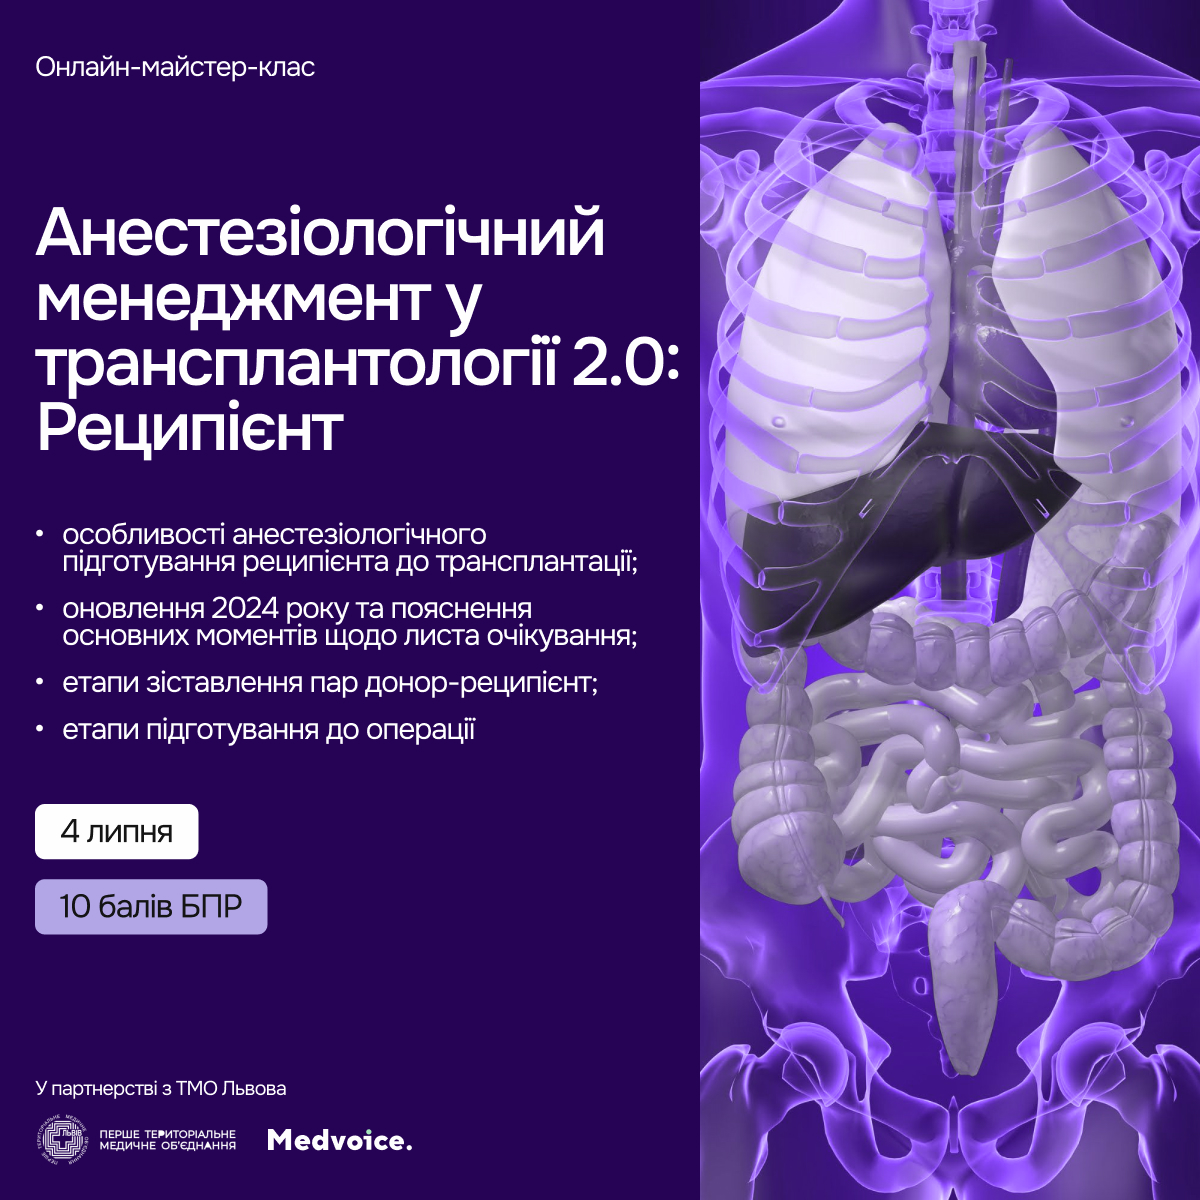 Онлайн-майстер-клас
Анестезіологічний
менеджмент у
трансплантології 2.0:
Реципієнт
• особливості анестезіологічного
підготування реципієнта до трансплантації;
• оновлення 2024 року та пояснення
основних моментів щодо листа очікування;
• етапи зіставлення пар донор-реципієнт;
• етапи підготування до операції
4 липня
10 балів БПР
У партнерстві з ТМО Львова
ЛЬВІВ
ПЕРШЕ ТЕРИТОРІАЛЬНЕ
МЕДИЧНЕ ОБ'ЄДНАННЯ
Medvoice.